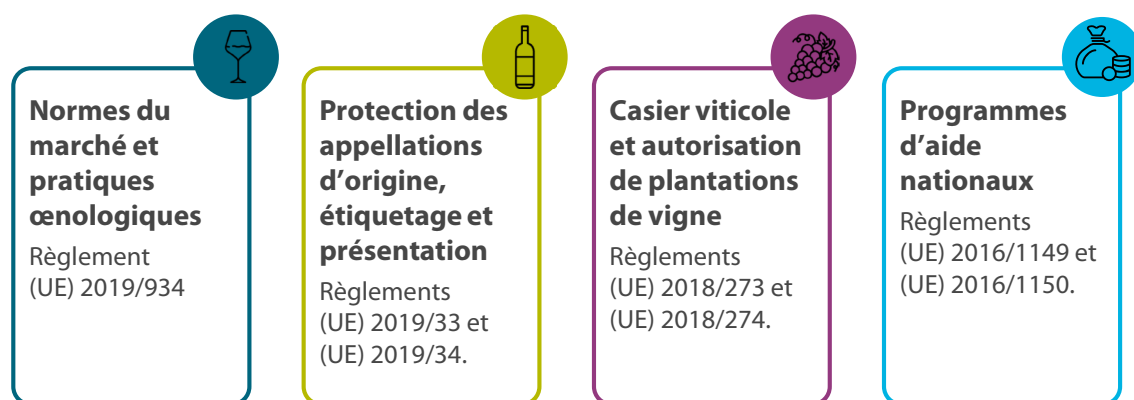 Normes du
marché et
pratiques
œnologiques
Règlement
(UE) 2019/934
Protection des
appellations
d’origine,
étiquetage et
présentation
Règlements
(UE) 2019/33 et
(UE) 2019/34.
Casier viticole
et autorisation
de plantations
de vigne
Règlements
(UE) 2018/273 et
(UE) 2018/274.
Programmes
d’aide
nationaux
Règlements
(UE) 2016/1149 et
(UE) 2016/1150.